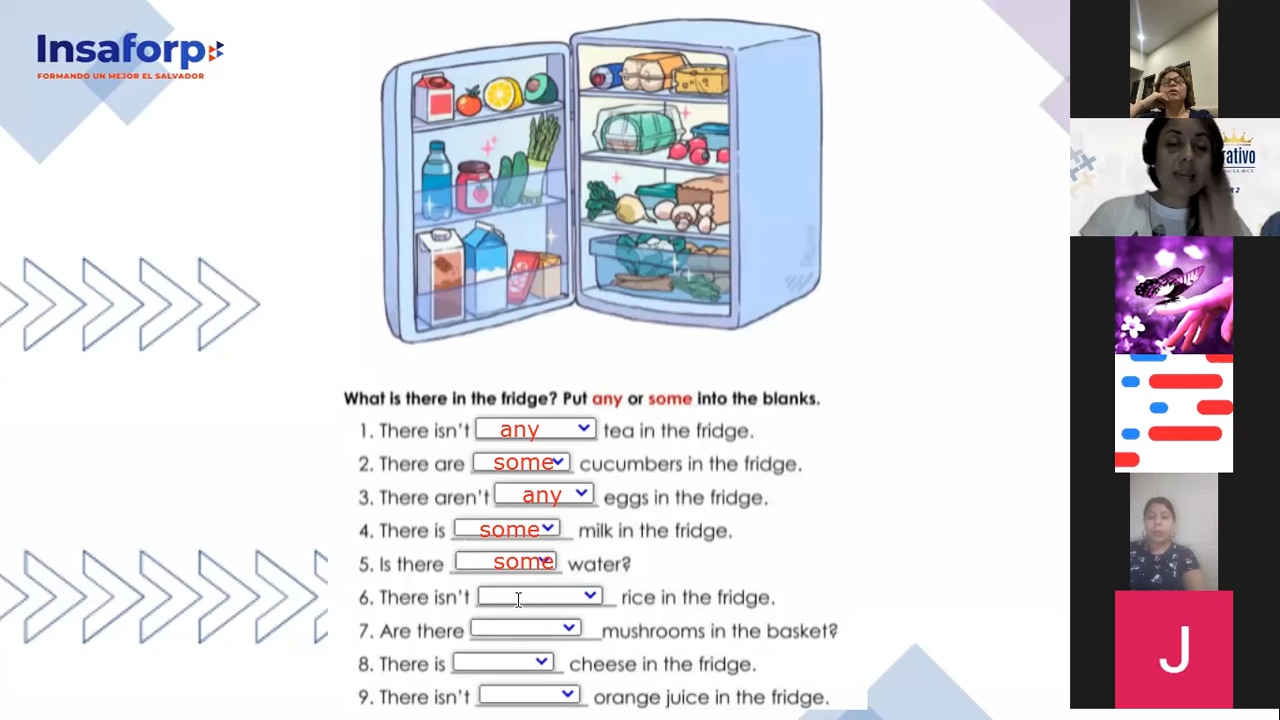 Insaforp
FORMANDO UN MEJOR EL SALVADOR
What is there in the fridge? Put any or some into the blanks.
1. There isn't any tea in the fridge.
2. There are some cucumbers in the fridge.
3. There aren't any eggs in the fridge.
4. There is some milk in the fridge.
5. Is there some water?
6. There isn't rice in the fridge.
7. Are there mushrooms in the basket?
8. There is cheese in the fridge.
9. There isn't orange juice in the fridge.
rativo
J